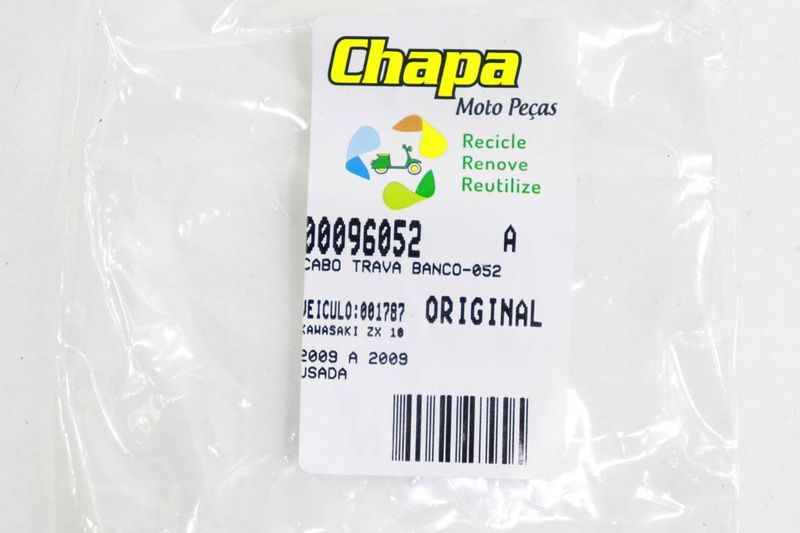 Chapa
Moto Peças
Recicle
Renove
Reutilize
00096052 A
CABO TRAVA BANCO-052
VEICULO:001787 ORIGINAL
KAWASAKI ZX 10
2009 A 2009
USADA